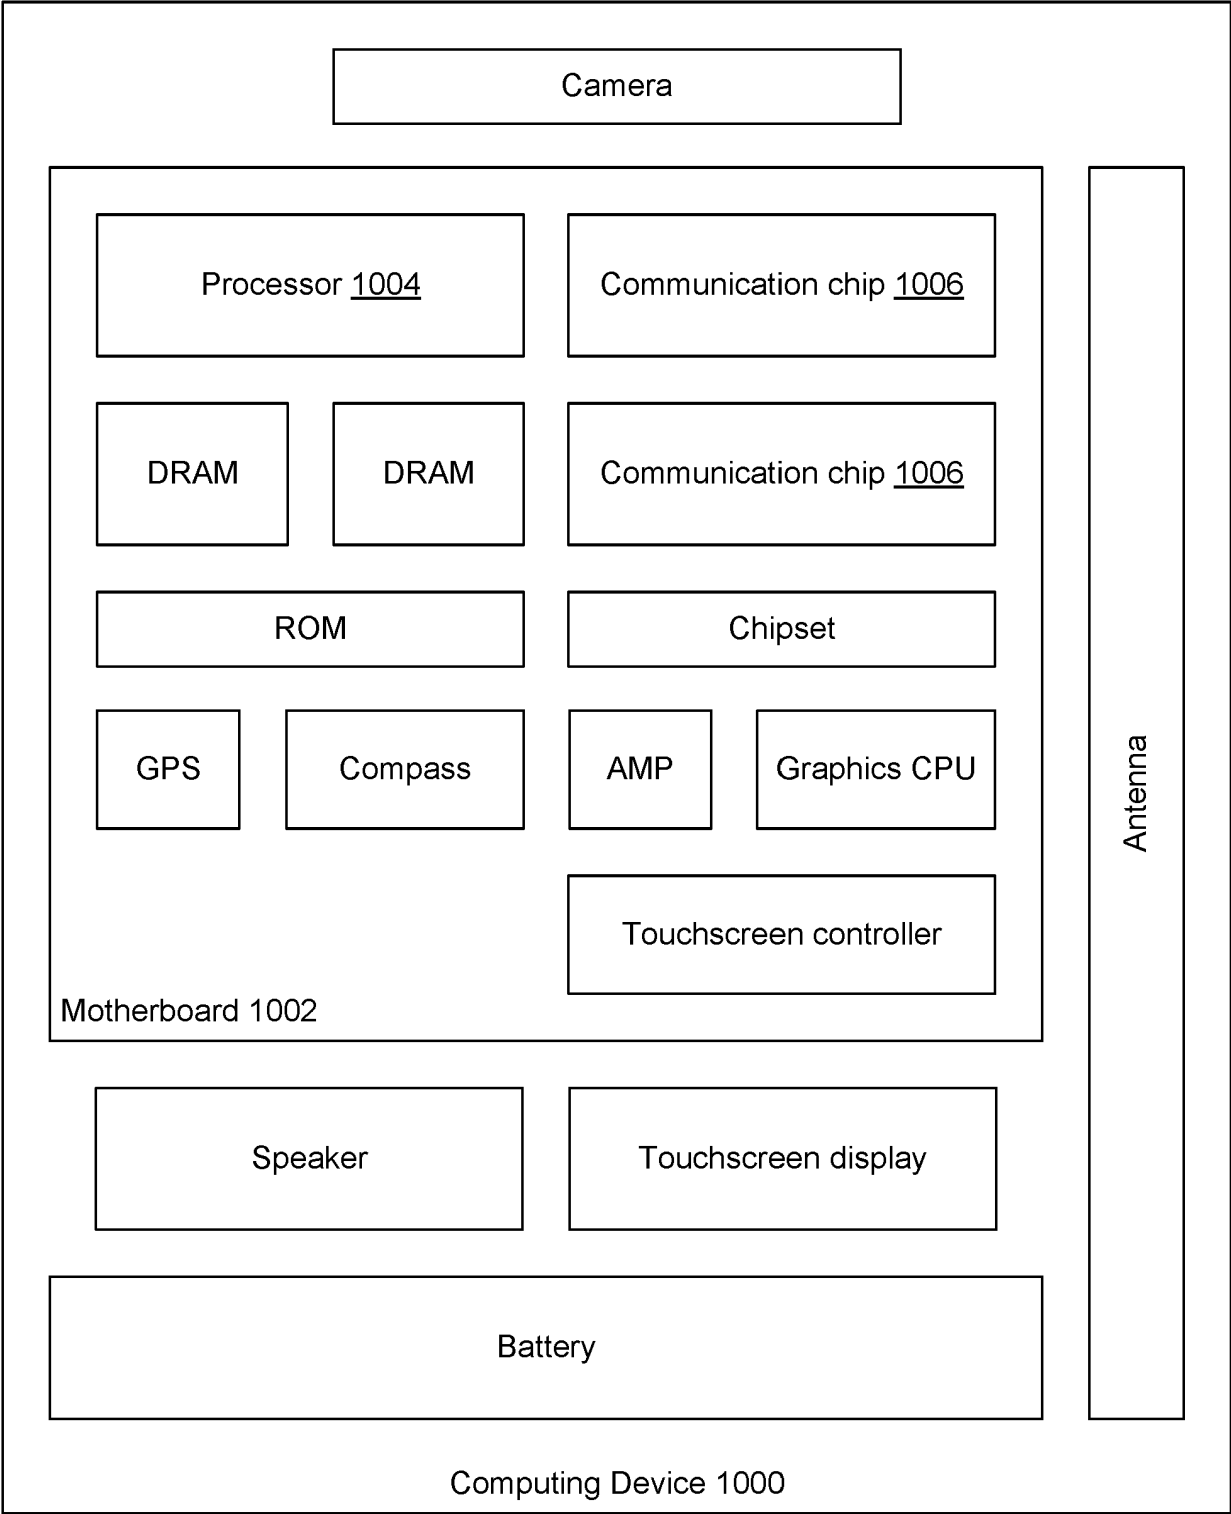 Camera
Processor 1004
Communication chip 1006
DRAM
DRAM
Communication chip 1006
ROM
Chipset
GPS
Compass
AMP
Graphics CPU
Touchscreen controller
Motherboard 1002
Antenna
Speaker
Touchscreen display
Battery
Computing Device 1000